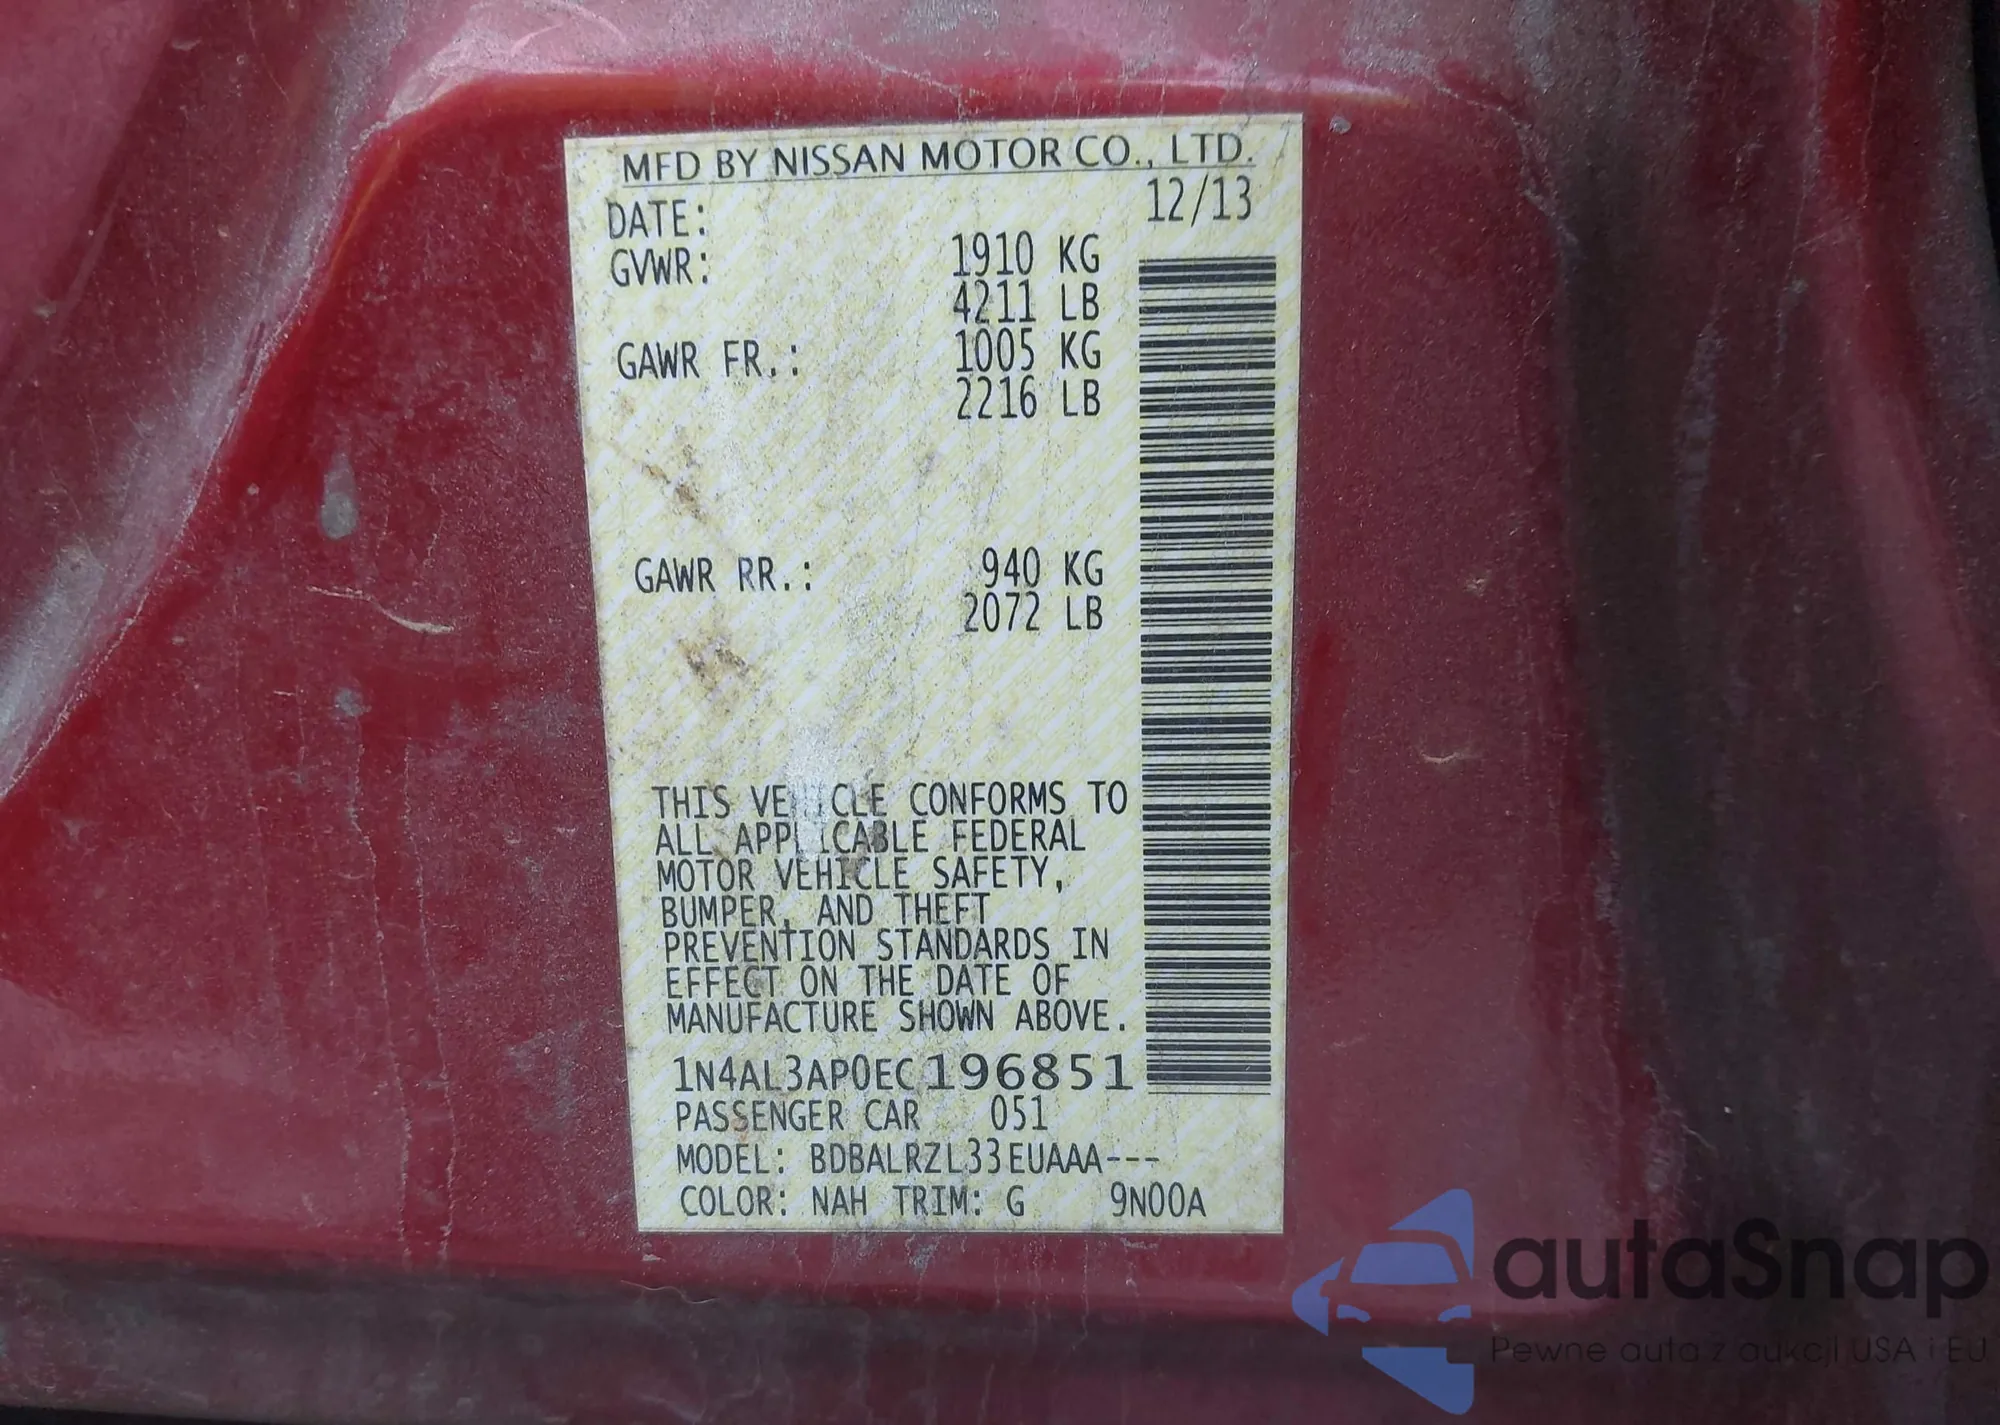 MFD BY NISSAN MOTOR CO., LTD.
DATE: 12/13
GVWR: 1910 KG
4211 LB
GAWR FR.: 1005 KG
2216 LB
GAWR RR.: 940 KG
2072 LB
THIS VEHICLE CONFORMS TO
ALL APPLICABLE FEDERAL
MOTOR VEHICLE SAFETY,
BUMPER, AND THEFT
PREVENTION STANDARDS IN
EFFECT ON THE DATE OF
MANUFACTURE SHOWN ABOVE.
1N4AL3AP0EC196851
PASSENGER CAR 051
MODEL: BDBALRZL33EUAAA---
COLOR: NAH TRIM: G 9N00A
autaSnap
Pewne auta z aukcji USA i EU